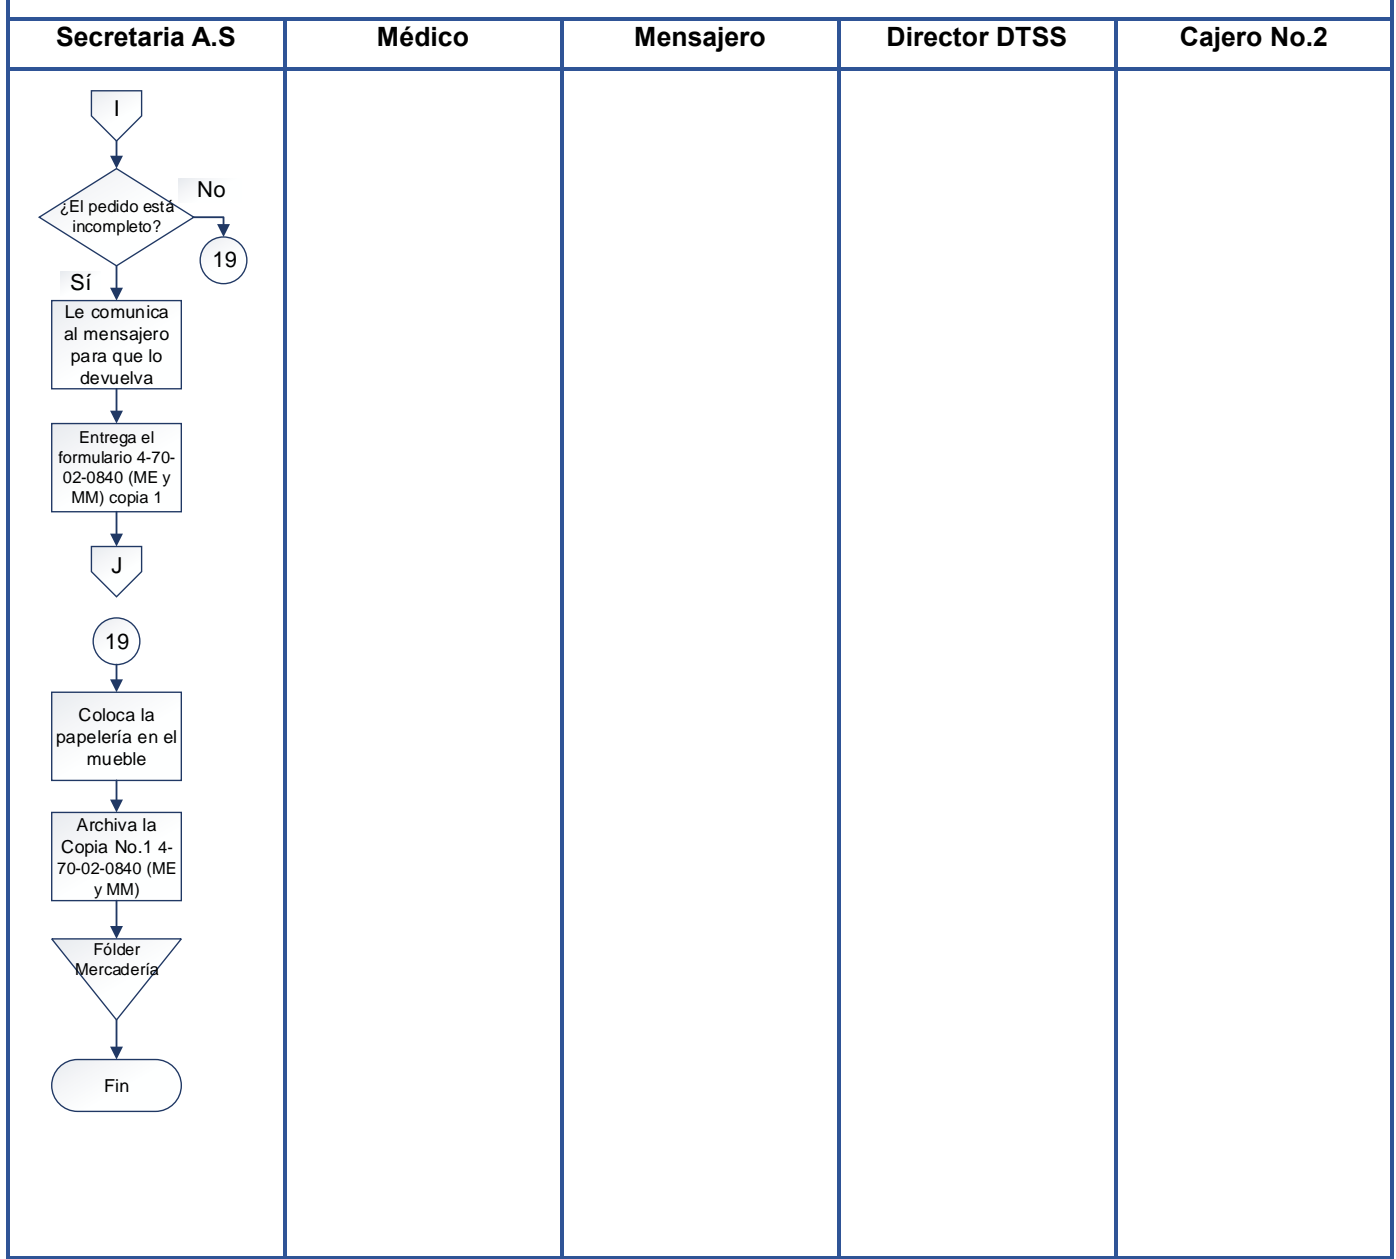 Secretaria A.S
Médico
Mensajero
Director DTSS
Cajero No.2
I
¿El pedido está
incompleto?
No
19
Sí
Le comunica
al mensajero
para que lo
devuelva
Entrega el
formulario 4-70-
02-0840 (ME y
MM) copia 1
J
19
Coloca la
papelería en el
mueble
Archiva la
Copia No.1 4-
70-02-0840 (ME
y MM)
Fólder
Mercadería
Fin